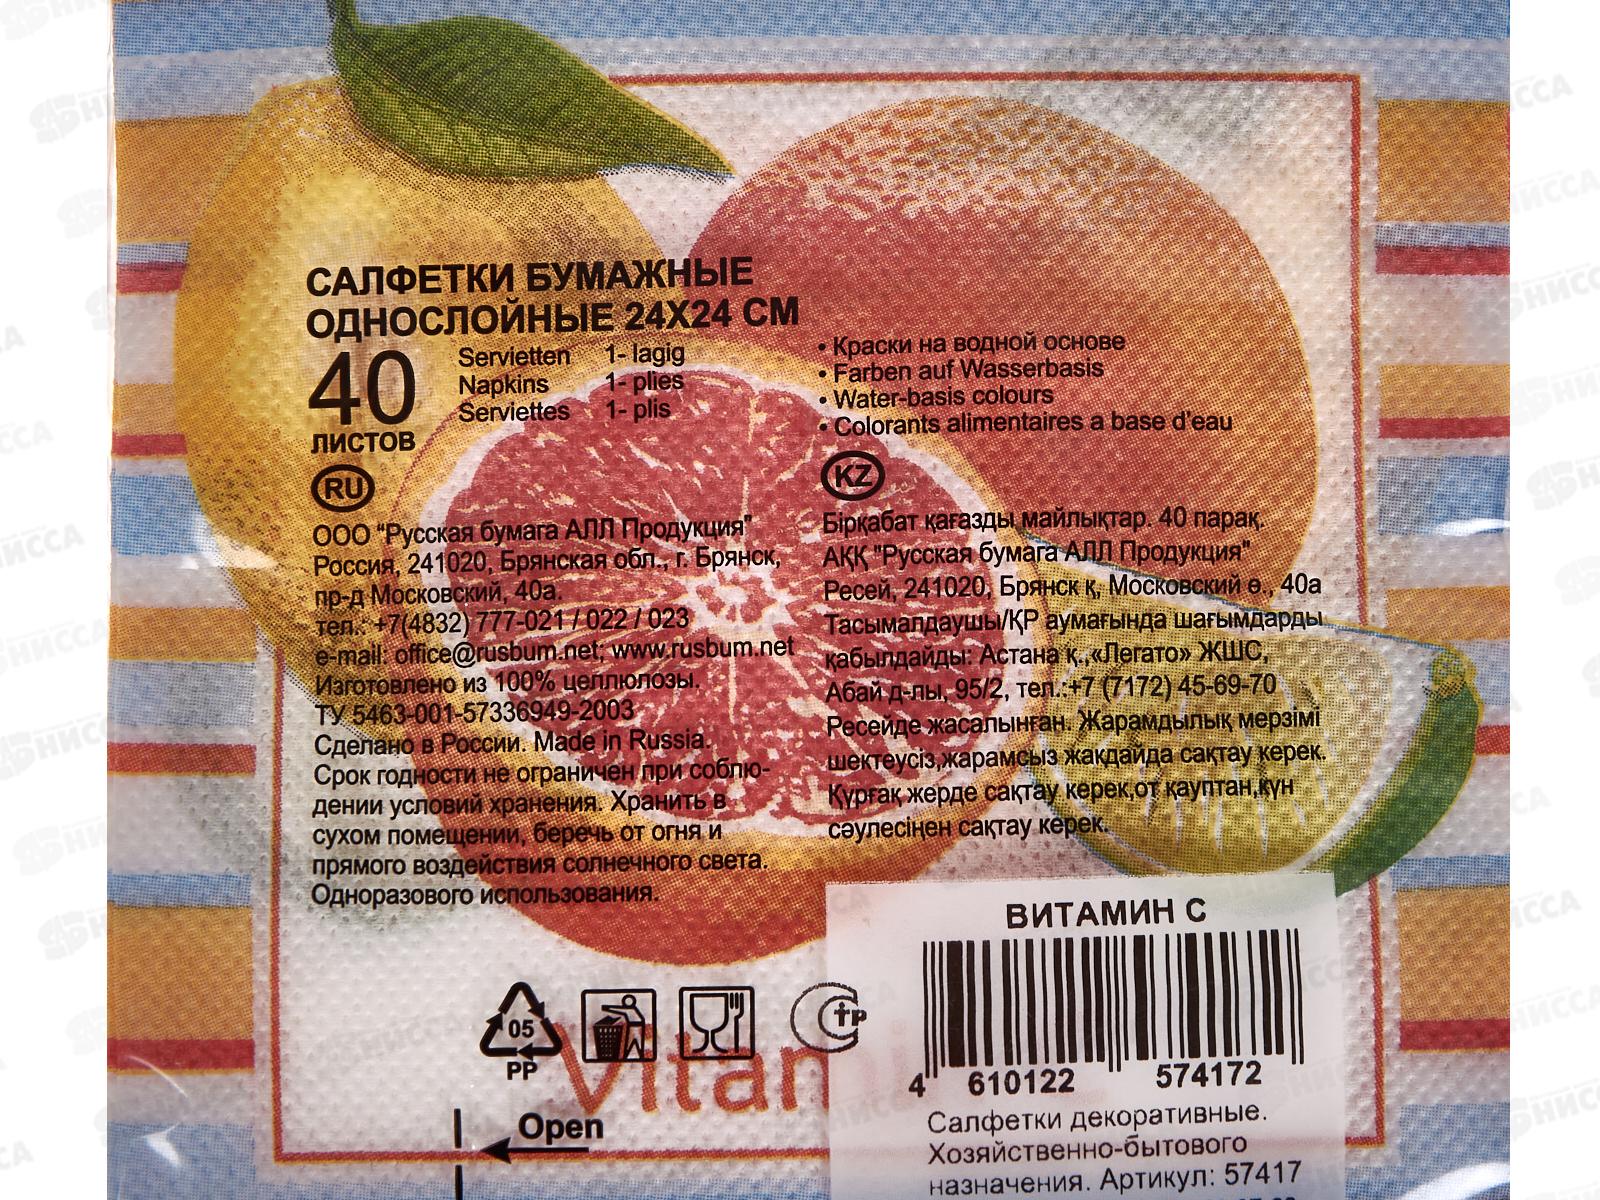 САЛФЕТКИ БУМАЖНЫЕ
ОДНОСЛОЙНЫЕ 24Х24 СМ
40
ЛИСТОВ
Servietten 1- lagig
Napkins 1- plies
Serviettes 1- plis
• Краски на водной основе
• Farben auf Wasserbasis
• Water-basis colours
• Colorants alimentaires a base d'eau
RU
ООО "Русская бумага АЛЛ Продукция"
Россия, 241020, Брянская обл., г. Брянск,
пр-д Московский, 40а.
тел.: +7(4832) 777-021 / 022 / 023
e-mail: office@rusbum.net; www.rusbum.net
Изготовлено из 100% целлюлозы.
ТУ 5463-001-57336949-2003
Сделано в России. Made in Russia.
Срок годности не ограничен при соблю-
дении условий хранения. Хранить в
сухом помещении, беречь от огня и
прямого воздействия солнечного света.
Одноразового использования.
KZ
Бірқабат қағазды майлықтар. 40 парақ.
АҚҚ "Русская бумага АЛЛ Продукция"
Ресей, 241020, Брянск қ, Московский ө., 40а
Тасымалдаушы/ҚР аумағында шағымдарды
қабылдайды: Астана қ.,«Легато» ЖШС,
Абай д-лы, 95/2, тел.:+7 (7172) 45-69-70
Ресейде жасалынған. Жарамдылық мерзімі
шектеусіз,жарамсыз жақдайда сақтау керек.
Құрғақ жерде сақтау керек,от қауптан,күн
сәулесіңен сақтау керек.
05
PP
Vitam
Open
ВИТАМИН С
4 610122 574172
Салфетки декоративные.
Хозяйственно-бытового
назначения. Артикул: 57417